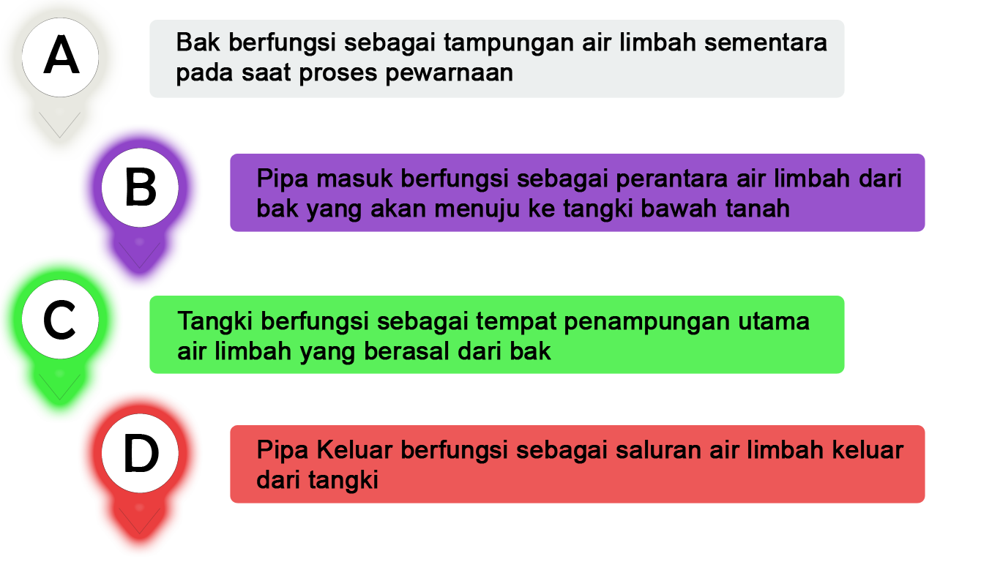 A
Bak berfungsi sebagai tampungan air limbah sementara
pada saat proses pewarnaan
B
Pipa masuk berfungsi sebagai perantara air limbah dari
bak yang akan menuju ke tangki bawah tanah
C
Tangki berfungsi sebagai tempat penampungan utama
air limbah yang berasal dari bak
D
Pipa Keluar berfungsi sebagai saluran air limbah keluar
dari tangki